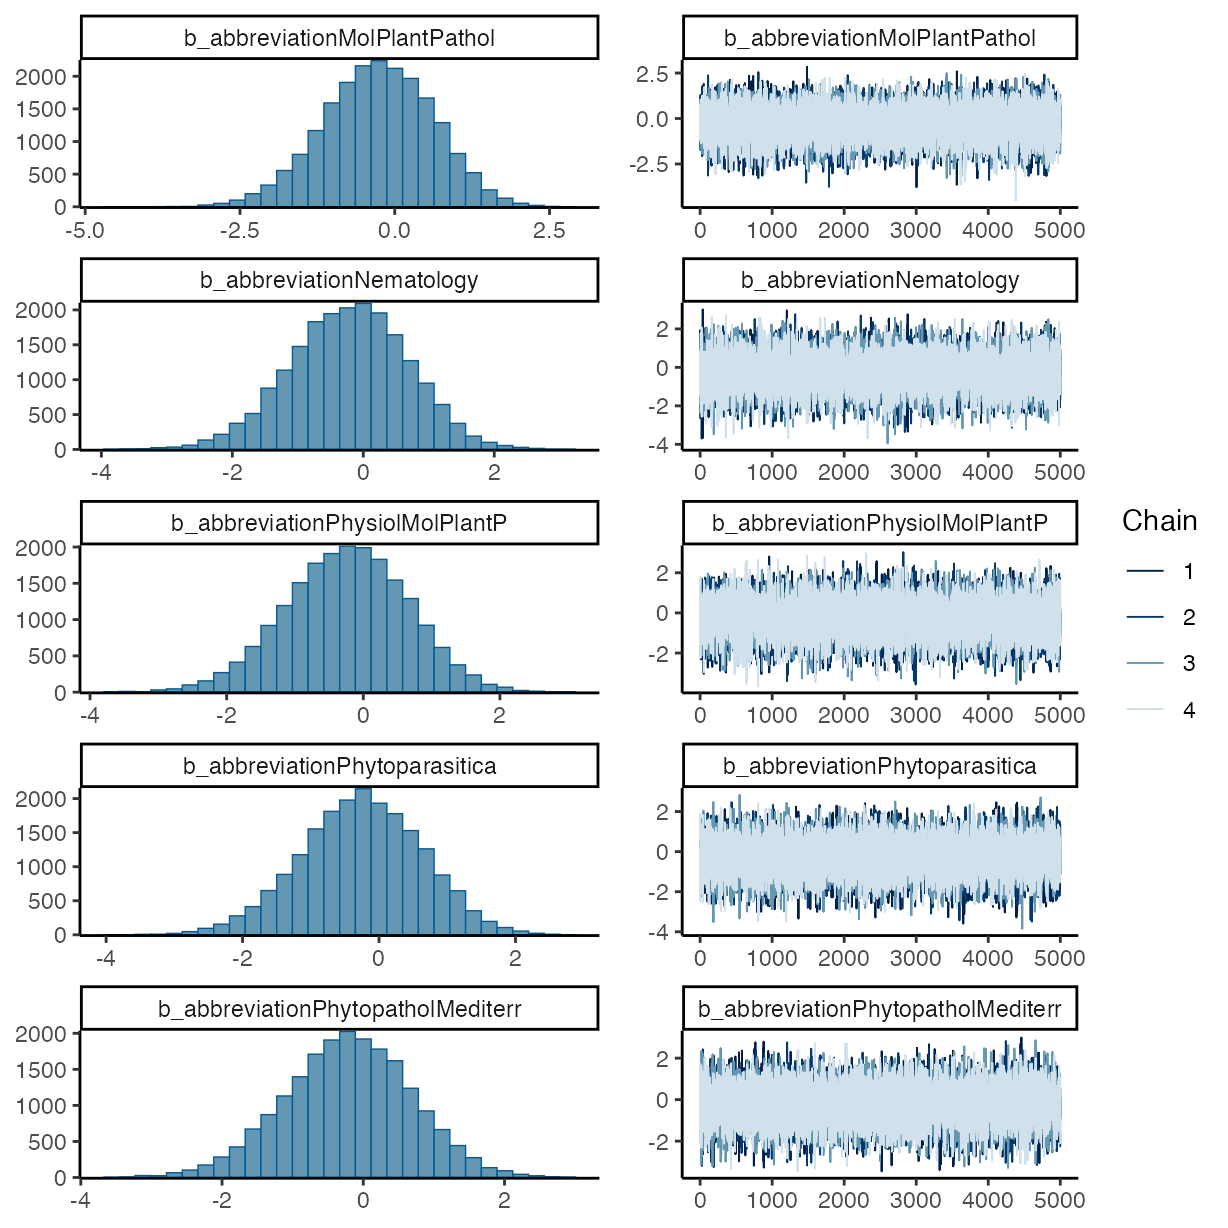 b_abbreviationMolPlantPathol
2000
1500
1000
500
0
-5.0 -2.5 0.0 2.5
b_abbreviationMolPlantPathol
2.5
0.0
-2.5
0 1000 2000 3000 4000 5000
b_abbreviationNematology
2000
1500
1000
500
0
-4 -2 0 2
b_abbreviationNematology
2
0
-2
-4
0 1000 2000 3000 4000 5000
b_abbreviationPhysiolMolPlantP
2000
1500
1000
500
0
-4 -2 0 2
b_abbreviationPhysiolMolPlantP
2
0
-2
0 1000 2000 3000 4000 5000
b_abbreviationPhytoparasitica
2000
1500
1000
500
0
-4 -2 0 2
b_abbreviationPhytoparasitica
2
0
-2
-4
0 1000 2000 3000 4000 5000
b_abbreviationPhytopatholMediterr
2000
1500
1000
500
0
-4 -2 0 2
b_abbreviationPhytopatholMediterr
2
0
-2
0 1000 2000 3000 4000 5000
Chain
1
2
3
4